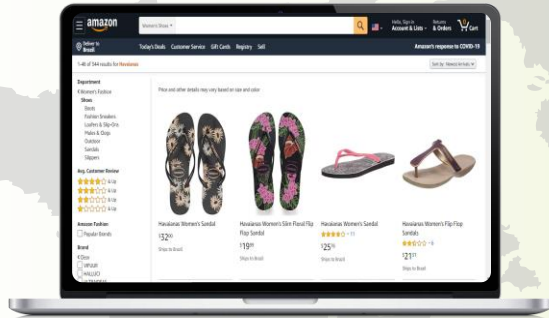 amazon
Women's Shoes
Hello, Sign in
Account & Lists
Returns
& Orders
Cart
Deliver to
Brazil
Today's Deals Customer Service Gift Cards Registry Sell
Amazon's response to COVID-19
1-48 of 544 results for Havaianas
Sort by: Newest Arrivals
Department
Women's Fashion
Shoes
Boots
Fashion Sneakers
Loafers & Slip-Ons
Mules & Clogs
Outdoor
Sandals
Slippers
Price and other details may vary based on size and color
Avg. Customer Review
& Up
& Up
& Up
& Up
Amazon Fashion
Popular Brands
Brand
Clear
Havaianas Women's Sandal
$32
Ships to Brazil
Havaianas Women's Slim Floral Flip
Flop Sandal
$19
Ships to Brazil
Havaianas Women's Sandal
$25
Ships to Brazil
Havaianas Women's Flip Flop
Sandals
$21
Ships to Brazil